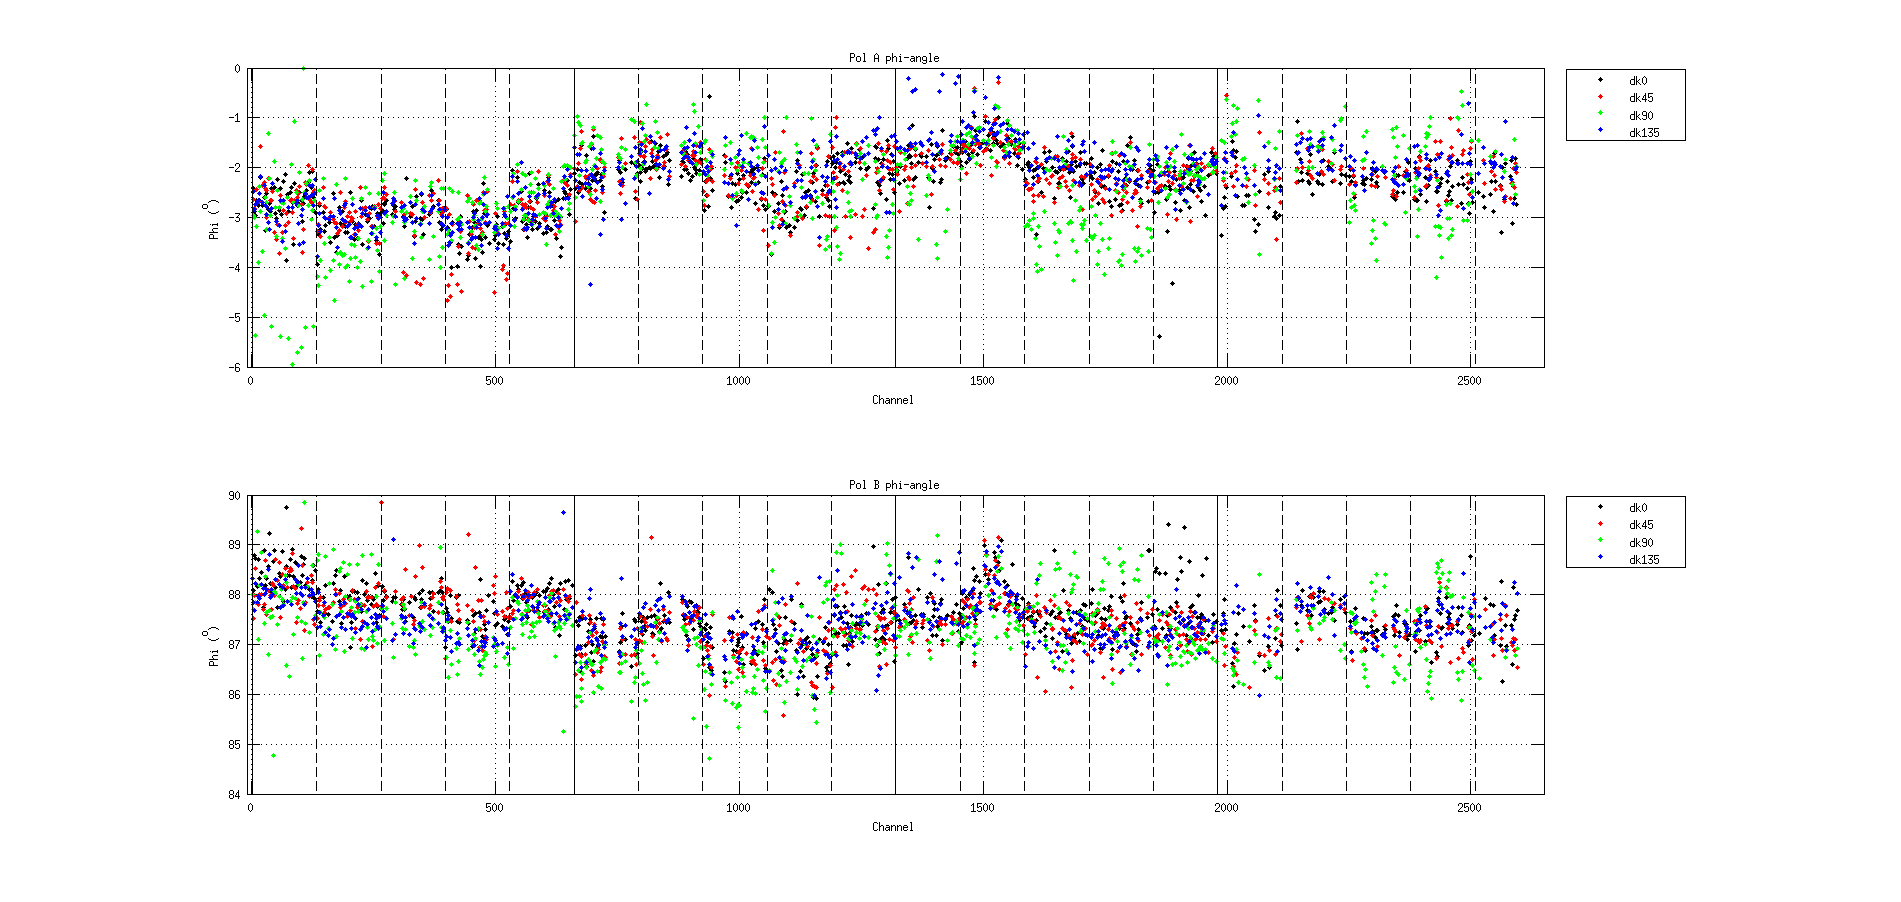 Pol A phi-angle
0
-1
-2
-3
-4
-5
-6
Phi (o)
0 500 1000 1500 2000 2500
Channel
dk0
dk45
dk90
dk135
Pol B phi-angle
90
89
88
87
86
85
84
Phi (o)
0 500 1000 1500 2000 2500
Channel
dk0
dk45
dk90
dk135